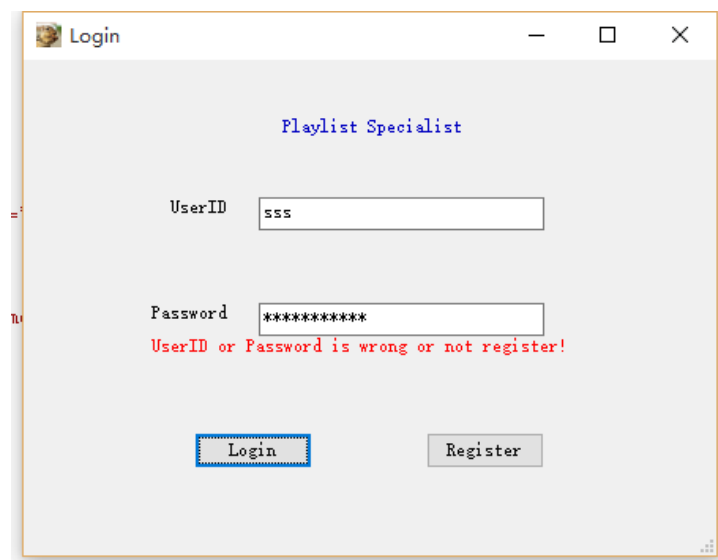 Login
Playlist Specialist
UserID sss
Password ***********
UserID or Password is wrong or not register!
Login Register